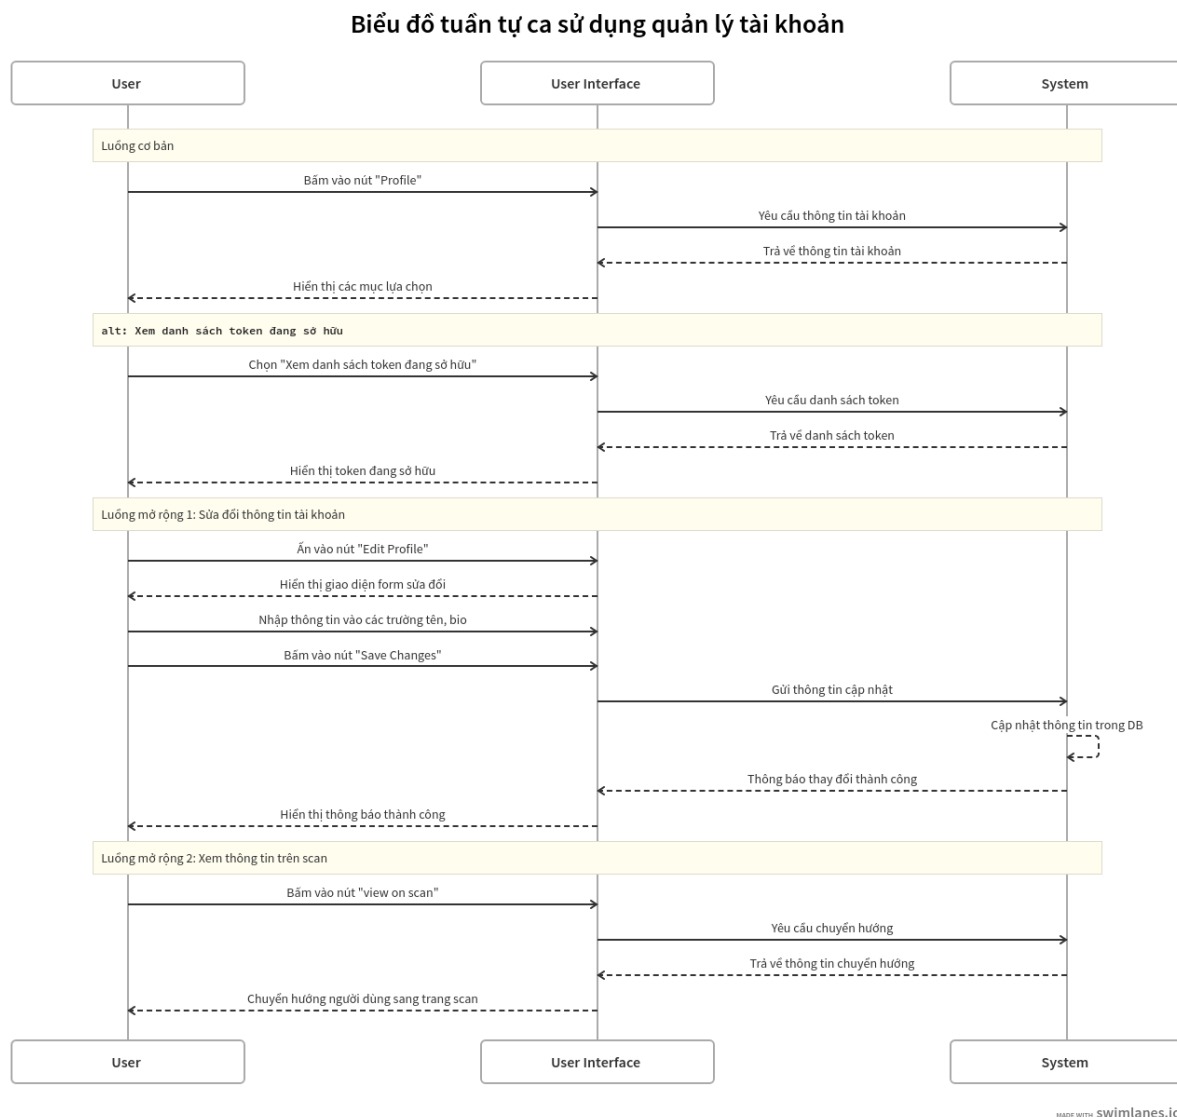 Biểu đồ tuần tự ca sử dụng quản lý tài khoản
User
User Interface
System
Luồng cơ bản
Bấm vào nút "Profile"
Yêu cầu thông tin tài khoản
Trả về thông tin tài khoản
Hiển thị các mục lựa chọn
alt: Xem danh sách token đang sở hữu
Chọn "Xem danh sách token đang sở hữu"
Yêu cầu danh sách token
Trả về danh sách token
Hiển thị token đang sở hữu
Luồng mở rộng 1: Sửa đổi thông tin tài khoản
Ấn vào nút "Edit Profile"
Hiển thị giao diện form sửa đổi
Nhập thông tin vào các trường tên, bio
Bấm vào nút "Save Changes"
Gửi thông tin cập nhật
Cập nhật thông tin trong DB
Thông báo thay đổi thành công
Hiển thị thông báo thành công
Luồng mở rộng 2: Xem thông tin trên scan
Bấm vào nút "view on scan"
Yêu cầu chuyển hướng
Trả về thông tin chuyển hướng
Chuyển hướng người dùng sang trang scan
User
User Interface
System
MADE WITH swimlanes.io